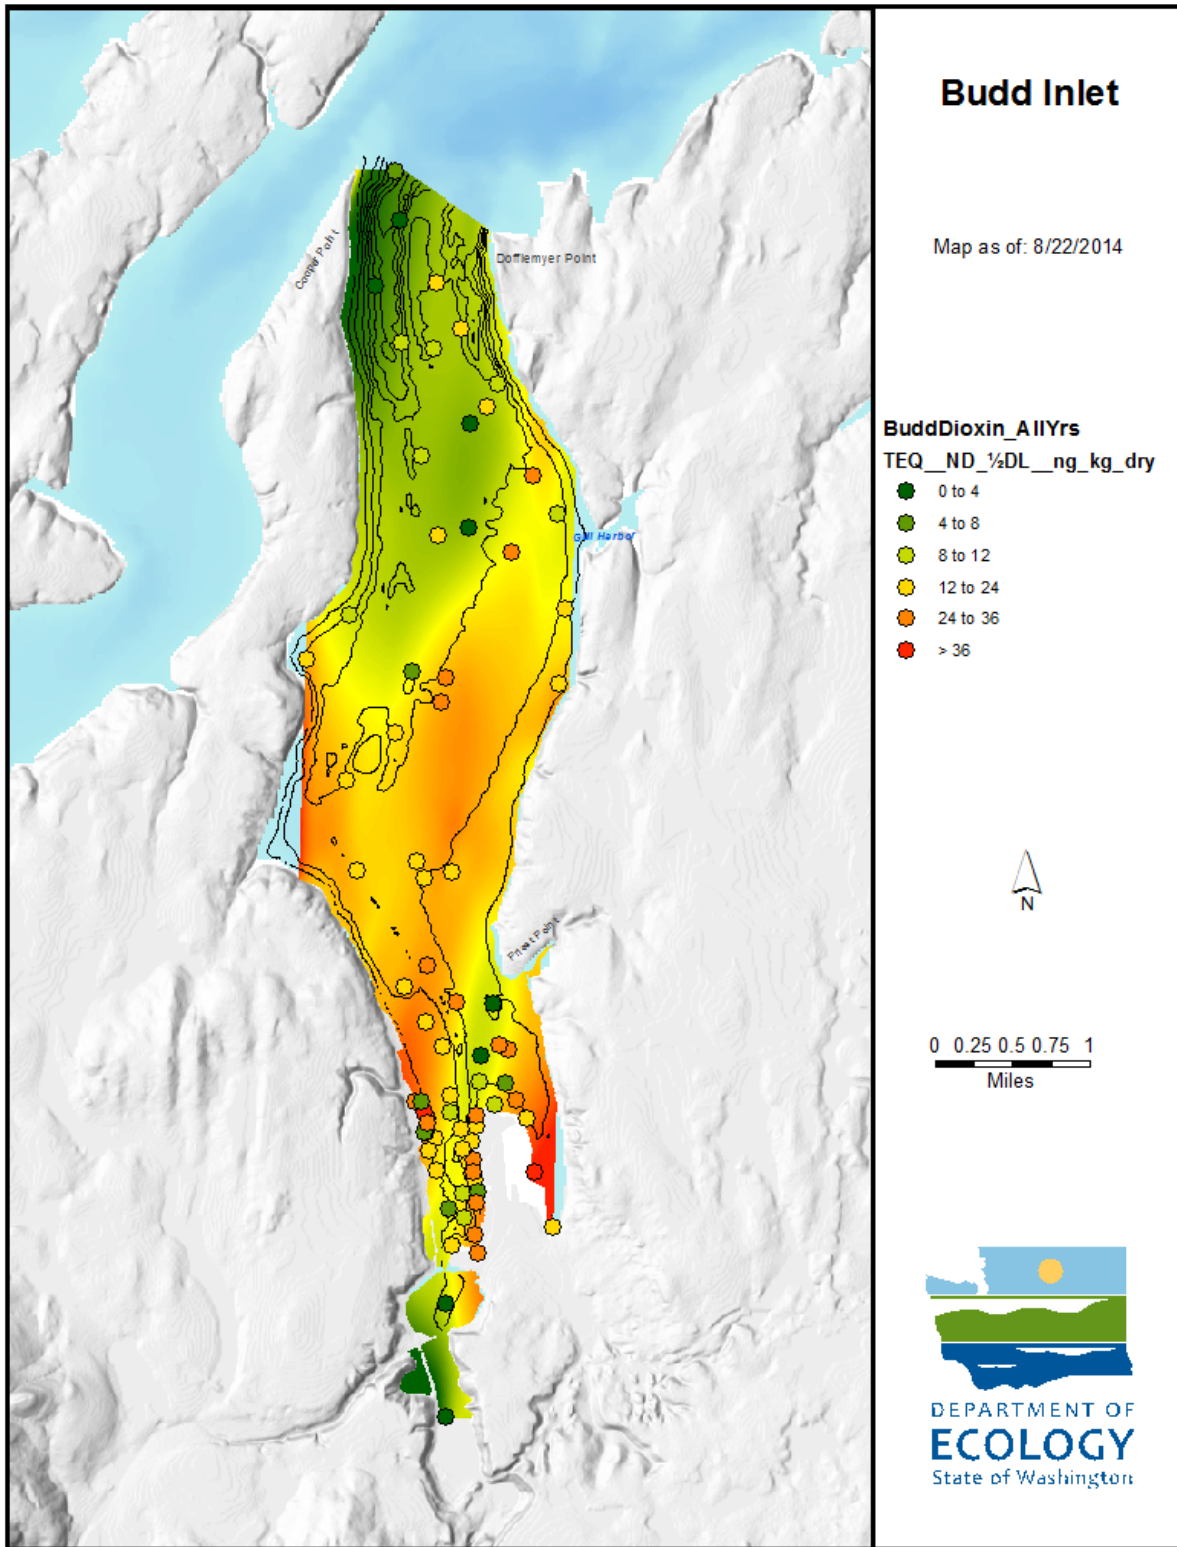 Budd Inlet
Map as of: 8/22/2014
Cooper Point
Dofflemyer Point
Gull Harbor
Priest Point
BuddDioxin_AllYrs
TEQ__ND_½DL__ng_kg_dry
0 to 4
4 to 8
8 to 12
12 to 24
24 to 36
> 36
N
0 0.25 0.5 0.75 1
Miles
DEPARTMENT OF
ECOLOGY
State of Washington